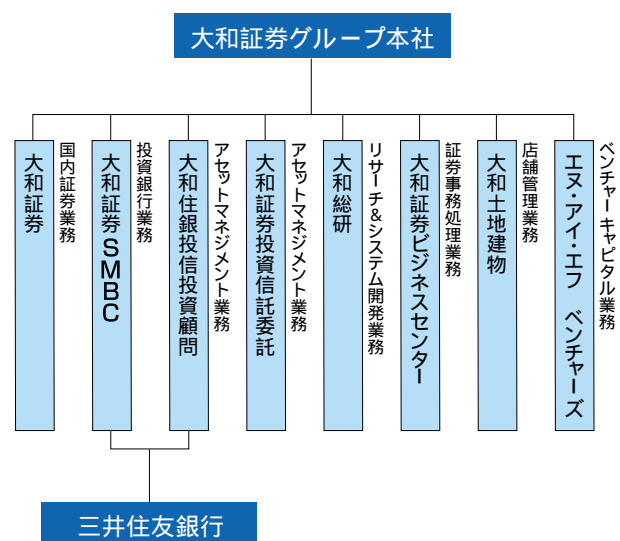 大和証券グループ本社
大和証券
国内証券業務
大和証券SMBC
投資銀行業務
大和住銀投信投資顧問
アセットマネジメント業務
大和証券投資信託委託
アセットマネジメント業務
大和総研
リサーチ&システム開発業務
大和証券ビジネスセンター
証券事務処理業務
大和土地建物
店舗管理業務
エヌ・アイ・エフ ベンチャーズ
ベンチャーキャピタル業務
三井住友銀行